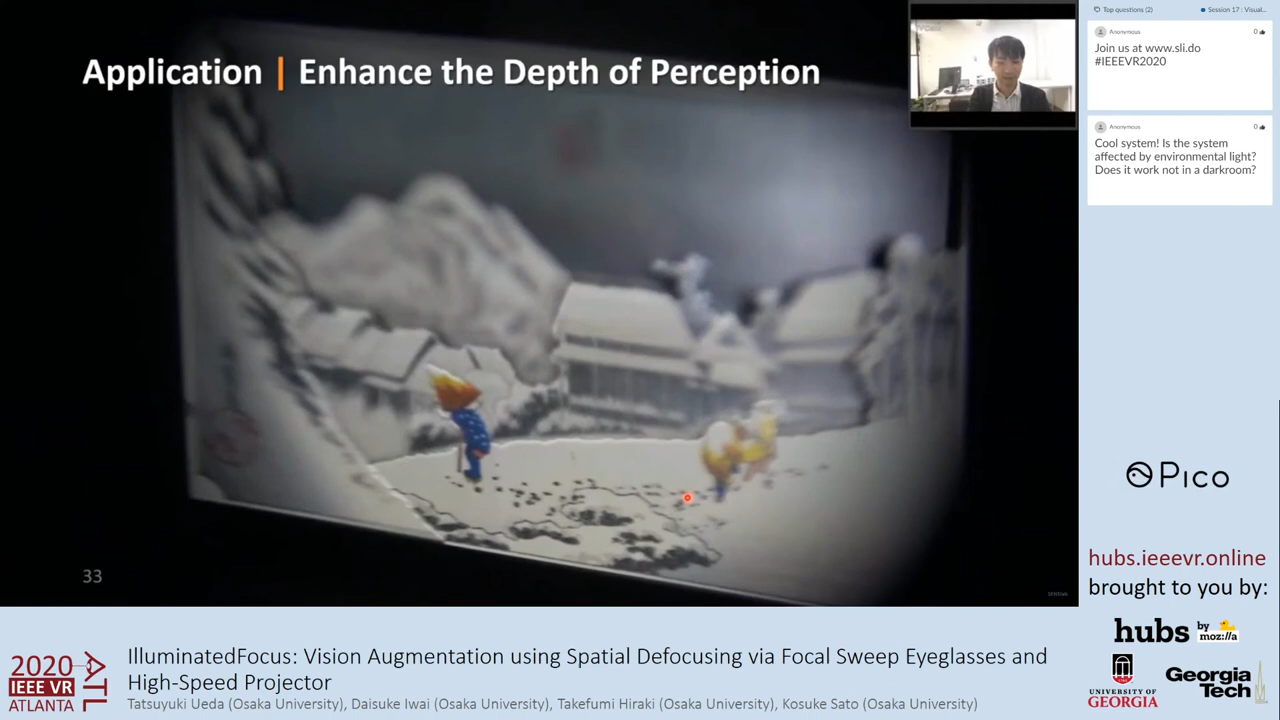 Application | Enhance the Depth of Perception
33
SENSlab
Top questions (2)
Session 17 : Visual...
Anonymous
0
Join us at www.sli.do
#IEEEVR2020
Anonymous
0
Cool system! Is the system
affected by environmental light?
Does it work not in a darkroom?
Pico
hubs.ieeevr.online
brought to you by:
hubs by
moz://a
UNIVERSITY OF
GEORGIA
Georgia
Tech
2020
IEEE VR
ATLANTA
ATL
IlluminatedFocus: Vision Augmentation using Spatial Defocusing via Focal Sweep Eyeglasses and
High-Speed Projector
Tatsuyuki Ueda (Osaka University), Daisuke Iwai (Osaka University), Takefumi Hiraki (Osaka University), Kosuke Sato (Osaka University)